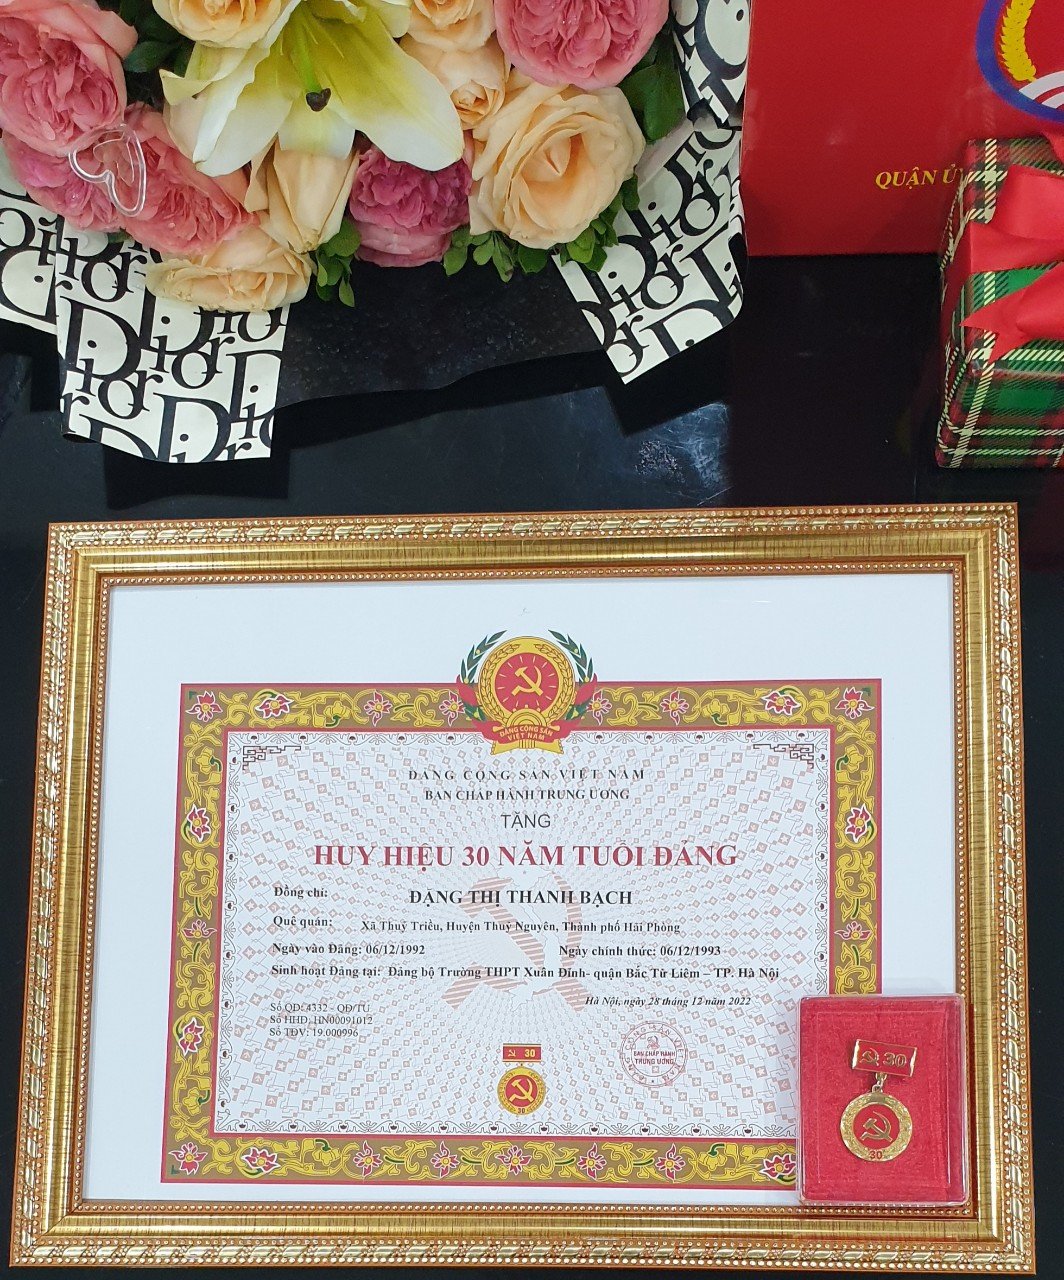 Dior Dior Dior
QUẬN Ủ
ĐẢNG CỘNG SẢN
VIỆT NAM
ĐẢNG CỘNG SẢN VIỆT NAM
BAN CHẤP HÀNH TRUNG ƯƠNG
TẶNG
HUY HIỆU 30 NĂM TUỔI ĐẢNG
Đồng chí: ĐẶNG THỊ THANH BẠCH
Quê quán: Xã Thuỷ Triều, Huyện Thuỷ Nguyên, Thành phố Hải Phòng
Ngày vào Đảng: 06/12/1992 Ngày chính thức: 06/12/1993
Sinh hoạt Đảng tại: Đảng bộ Trường THPT Xuân Đỉnh- quận Bắc Từ Liêm – TP. Hà Nội
Hà Nội, ngày 28 tháng 12 năm 2022
Số QĐ: 4332 - QĐ/TU
Số HHĐ: HN00091012
Số TĐV: 19.000996
BAN CHẤP HÀNH
TRUNG ƯƠNG
30
30
30
30